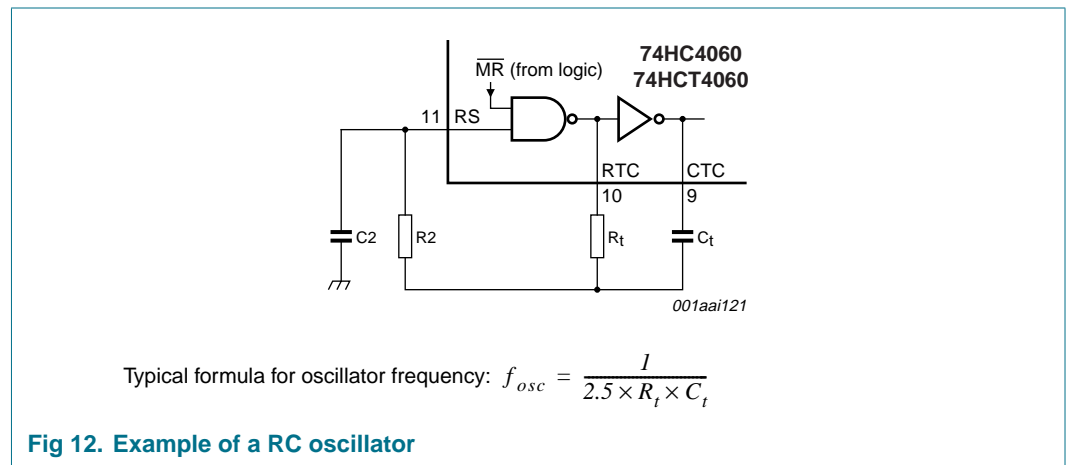 74HC4060
74HCT4060
MR (from logic)
11 RS
RTC CTC
10 9
C2 R2 Rt Ct
001aai121
Typical formula for oscillator frequency: f osc = 1 / 2.5 × Rt × Ct
Fig 12. Example of a RC oscillator